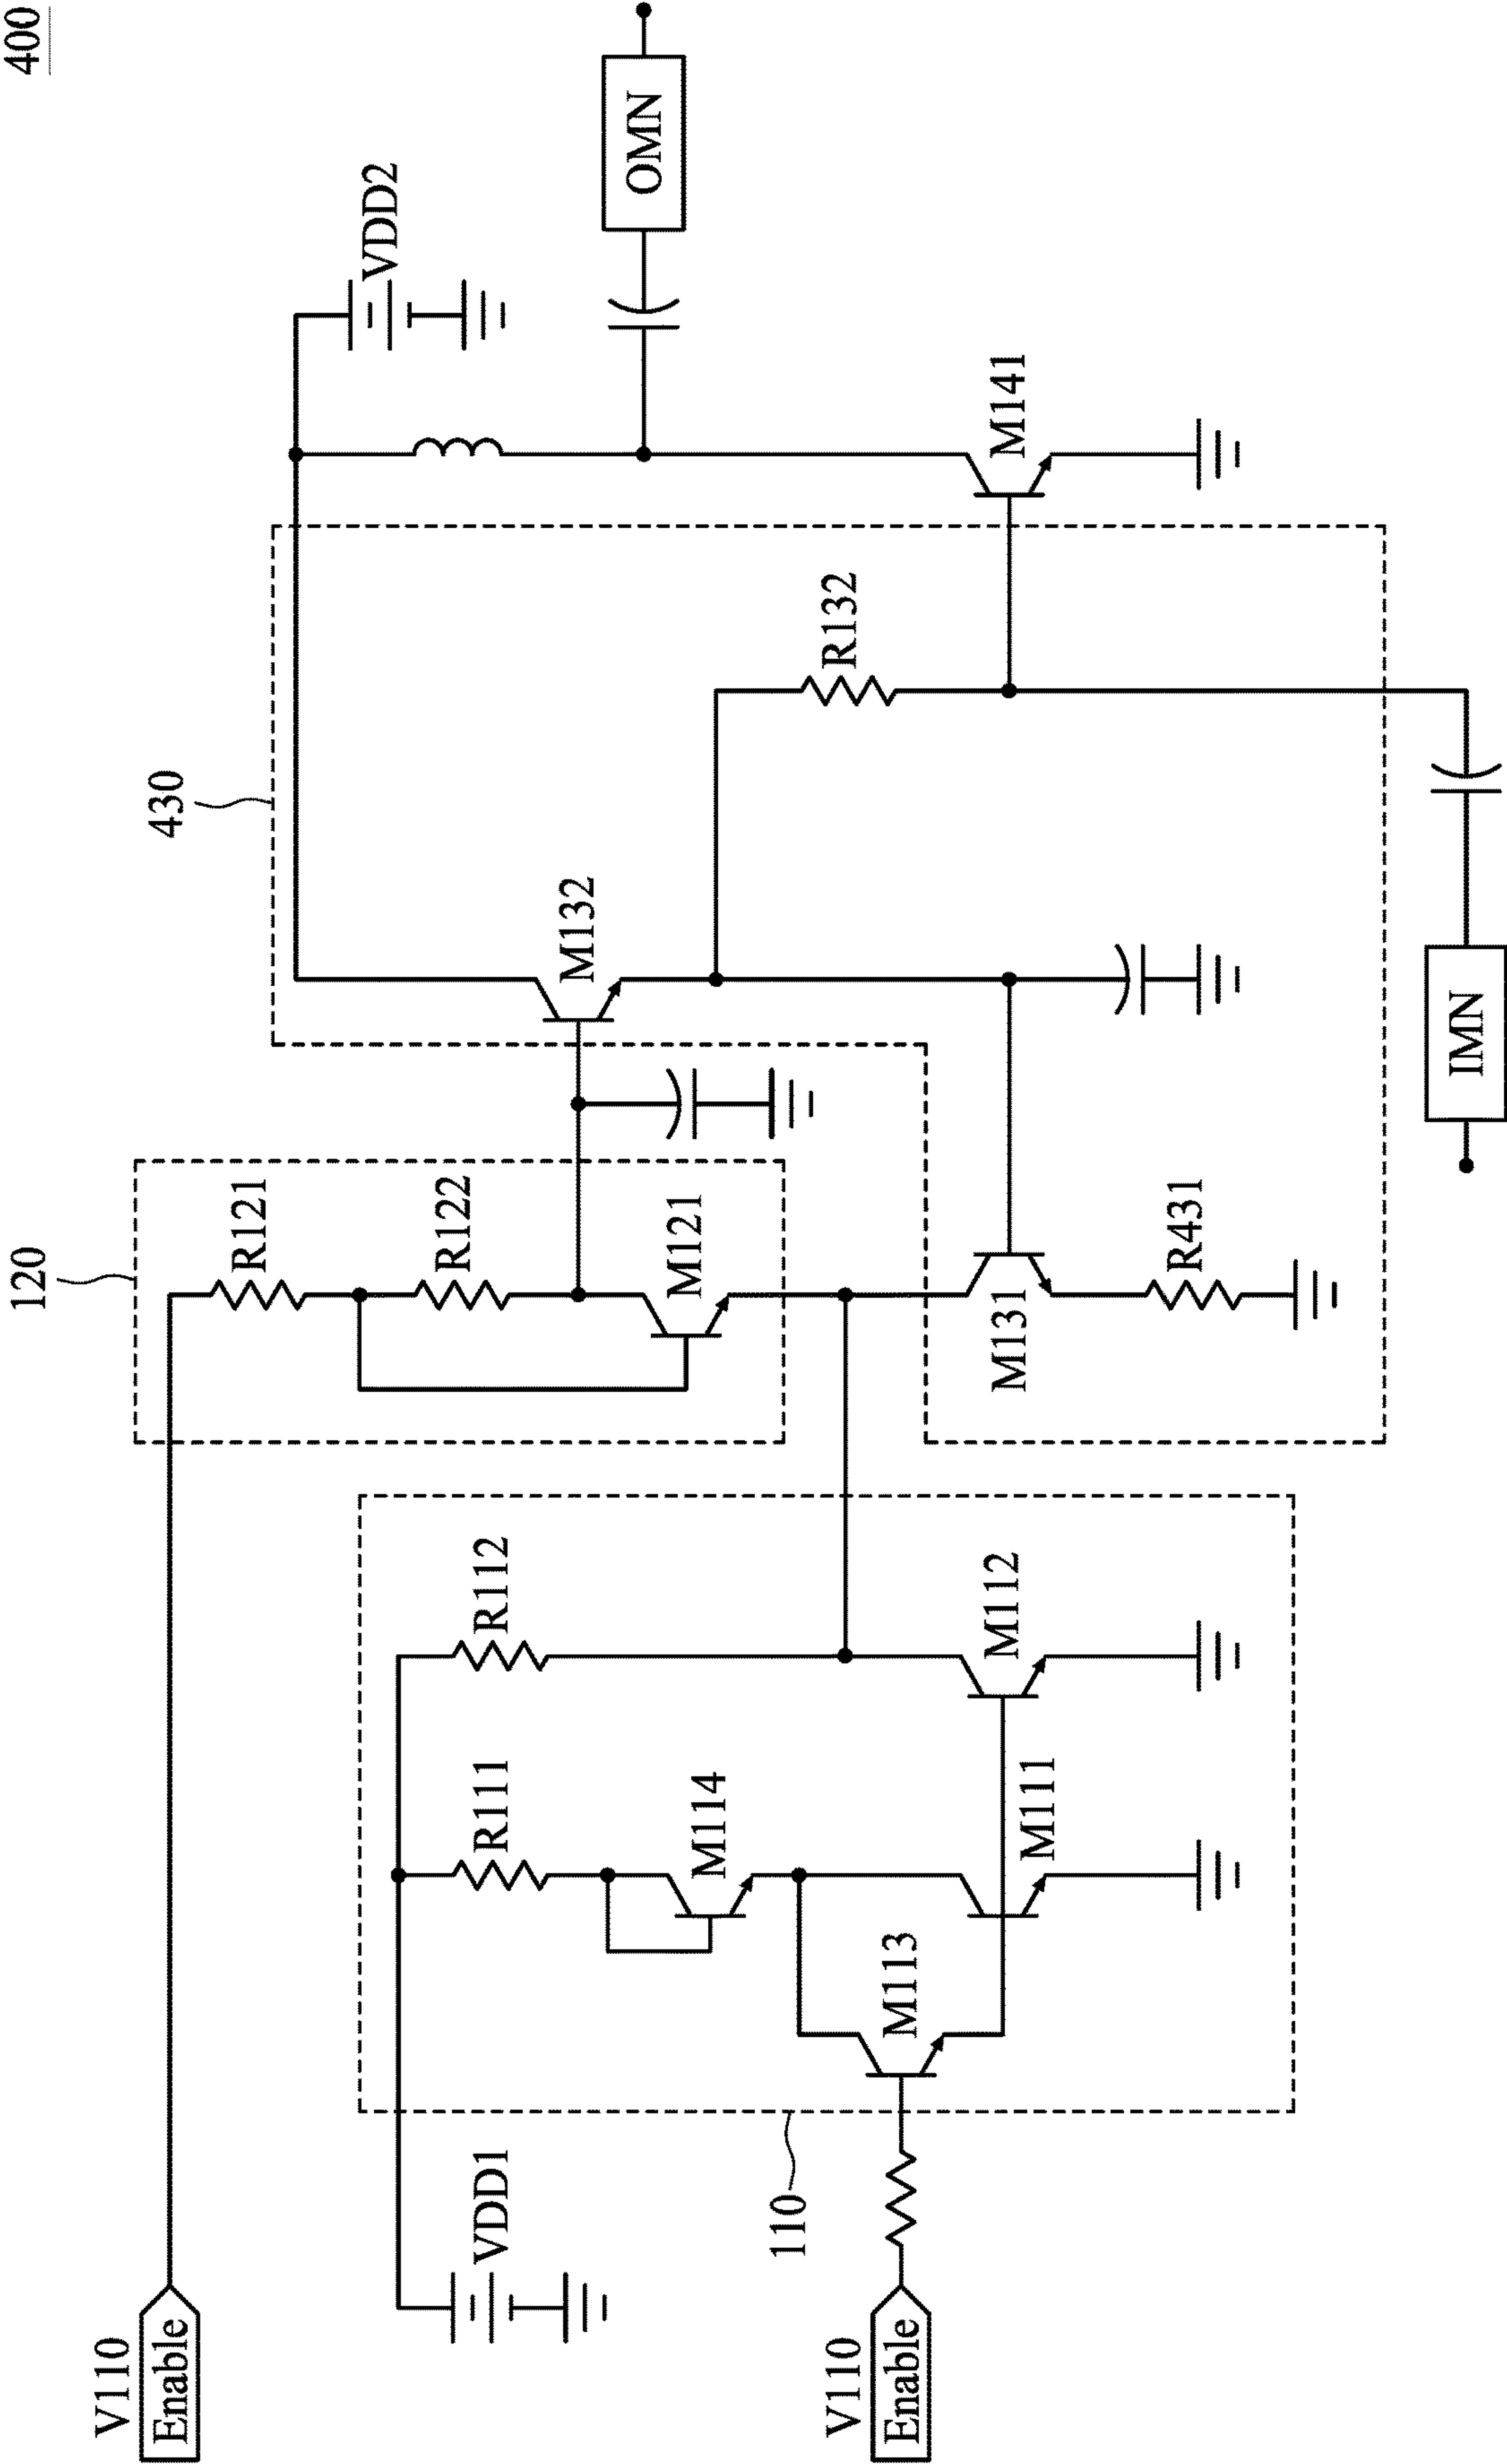 400
V110
Enable
120
R121
R122
M121
430
M132
R132
VDD2
OMN
M141
VDD1
R111
R112
M114
M113
M111
M112
M131
R431
110
V110
Enable
IMN